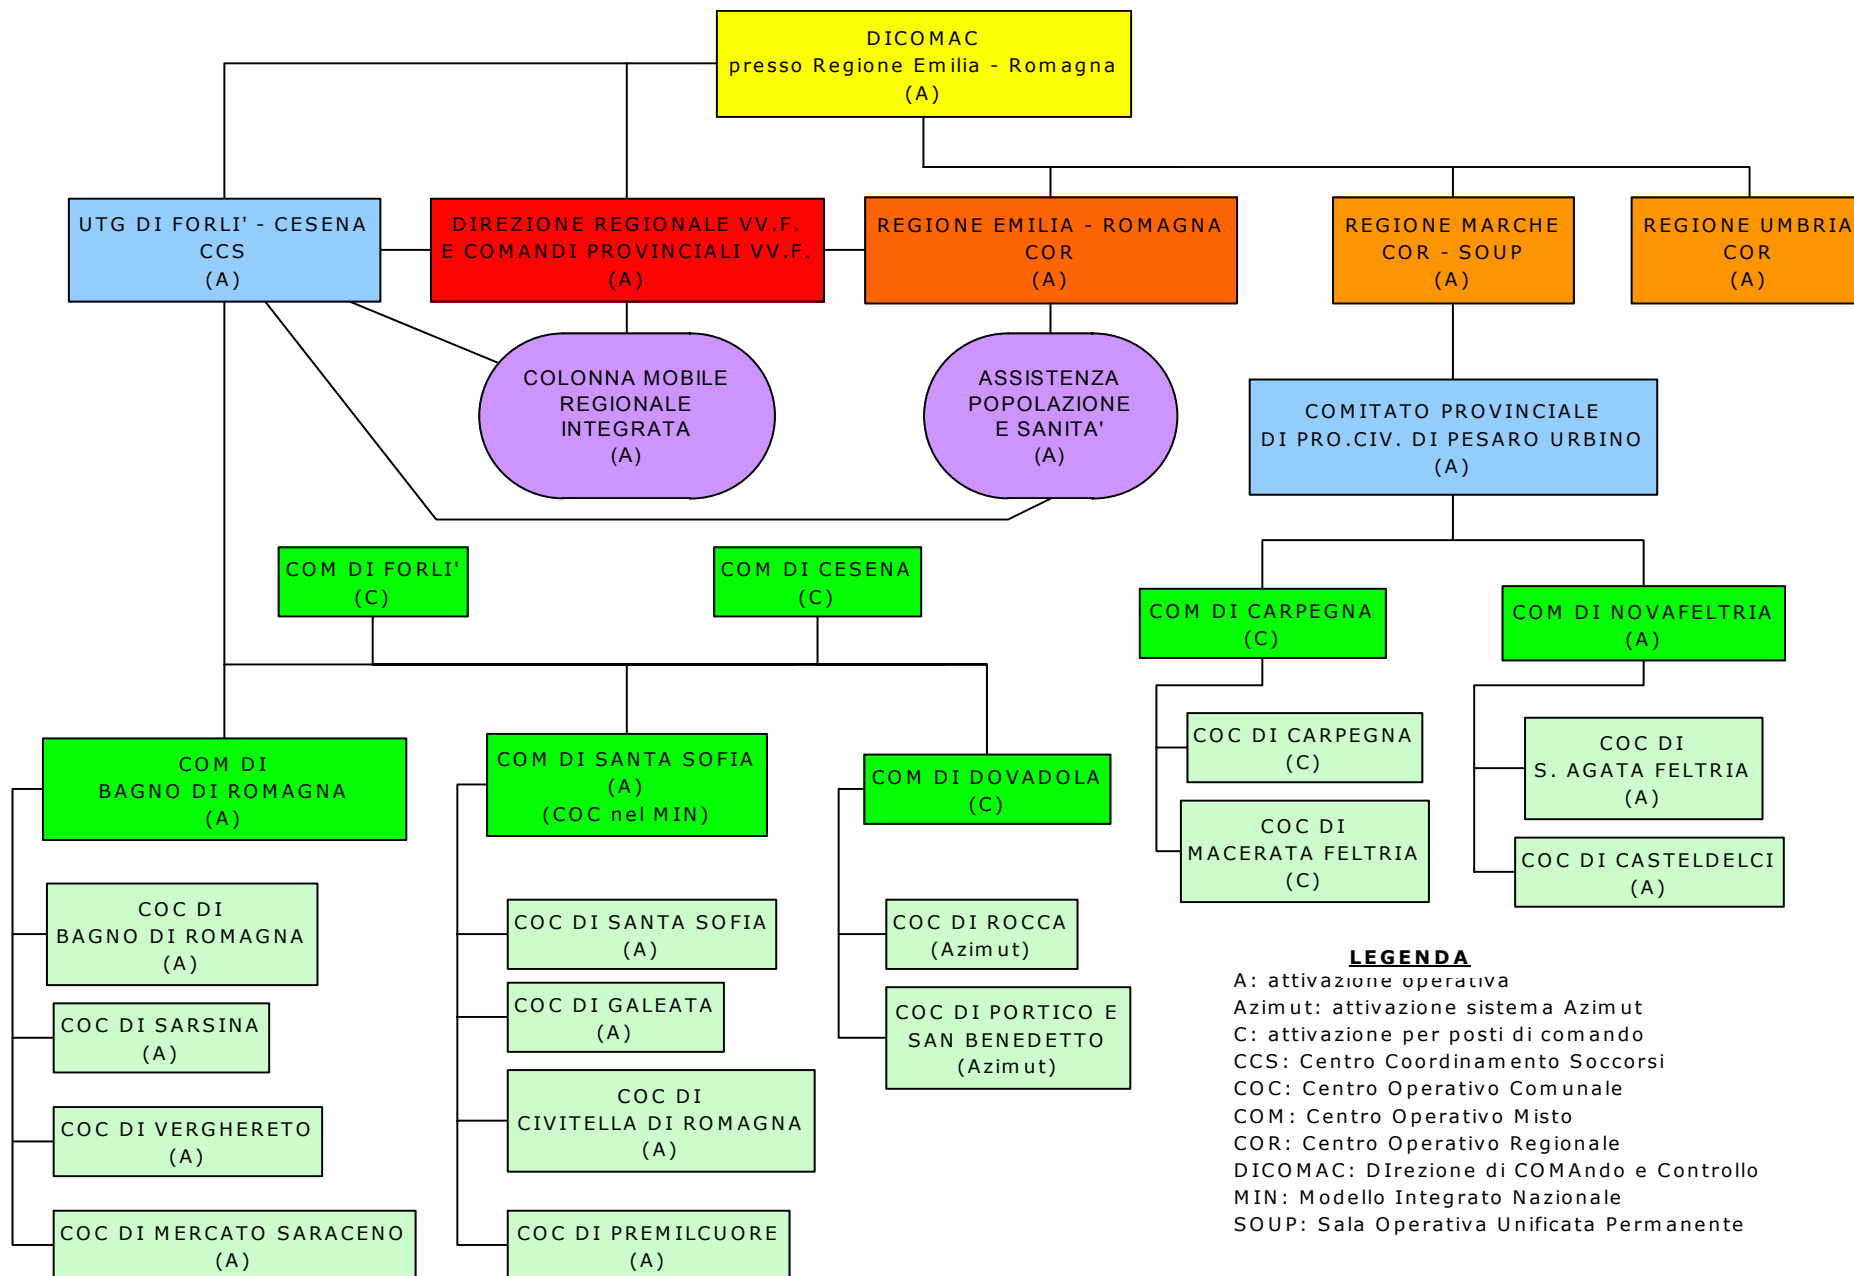 DICOMAC
presso Regione Emilia - Romagna
(A)
UTG DI FORLI' - CESENA
CCS
(A)
DIREZIONE REGIONALE VV.F.
E COMANDI PROVINCIALI VV.F.
(A)
REGIONE EMILIA - ROMAGNA
COR
(A)
REGIONE MARCHE
COR - SOUP
(A)
REGIONE UMBRIA
COR
(A)
COLONNA MOBILE
REGIONALE
INTEGRATA
(A)
ASSISTENZA
POPOLAZIONE
E SANITA'
(A)
COMITATO PROVINCIALE
DI PRO.CIV. DI PESARO URBINO
(A)
COM DI FORLI'
(C)
COM DI CESENA
(C)
COM DI CARPEGNA
(C)
COM DI NOVAFELTRIA
(A)
COM DI
BAGNO DI ROMAGNA
(A)
COM DI SANTA SOFIA
(A)
(COC nel MIN)
COM DI DOVADOLA
(C)
COC DI CARPEGNA
(C)
COC DI
MACERATA FELTRIA
(C)
COC DI
S. AGATA FELTRIA
(A)
COC DI CASTELDELCI
(A)
COC DI
BAGNO DI ROMAGNA
(A)
COC DI SARSINA
(A)
COC DI VERGHERETO
(A)
COC DI MERCATO SARACENO
(A)
COC DI SANTA SOFIA
(A)
COC DI GALEATA
(A)
COC DI
CIVITELLA DI ROMAGNA
(A)
COC DI PREMILCUORE
(A)
COC DI ROCCA
(Azimut)
COC DI PORTICO E
SAN BENEDETTO
(Azimut)
LEGENDA
A: attivazione operativa
Azimut: attivazione sistema Azimut
C: attivazione per posti di comando
CCS: Centro Coordinamento Soccorsi
COC: Centro Operativo Comunale
COM: Centro Operativo Misto
COR: Centro Operativo Regionale
DICOMAC: DIrezione di COMAndo e Controllo
MIN: Modello Integrato Nazionale
SOUP: Sala Operativa Unificata Permanente